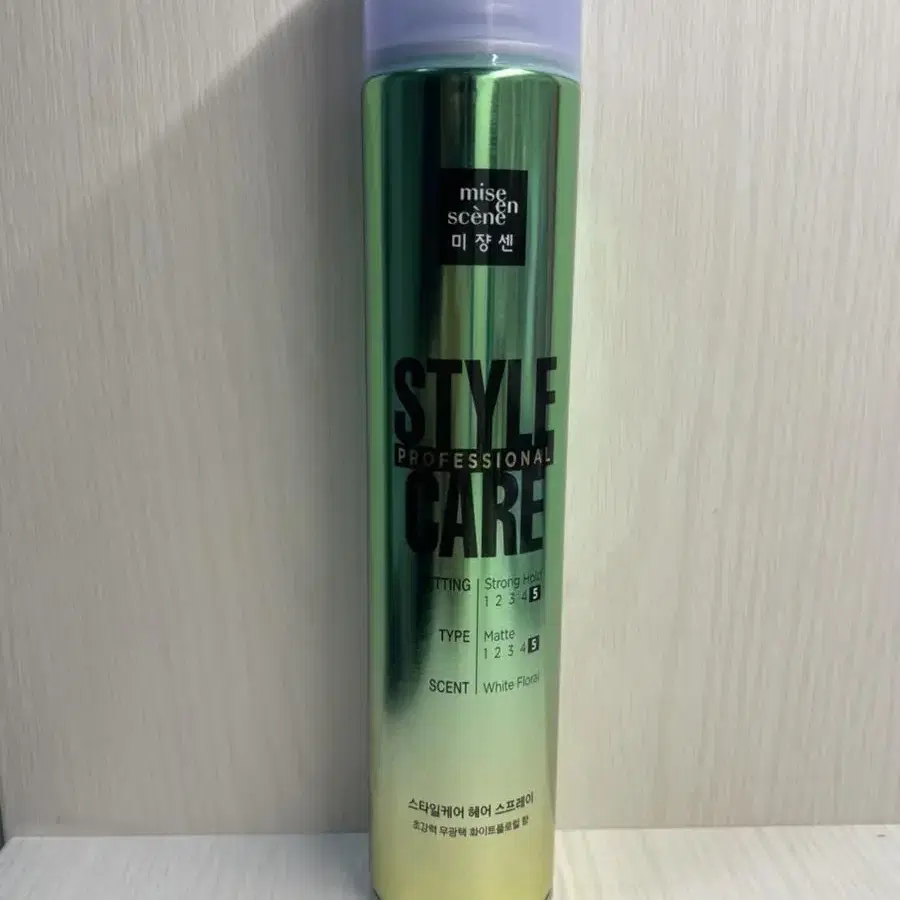 mise
en
scène
미쟝센
STYLE
PROFESSIONAL
CARE
SETTING Strong Hold
1 2 3 4 5
TYPE Matte
1 2 3 4 5
SCENT White Floral
스타일케어 헤어 스프레이
초강력 무광택 화이트플로럴 향